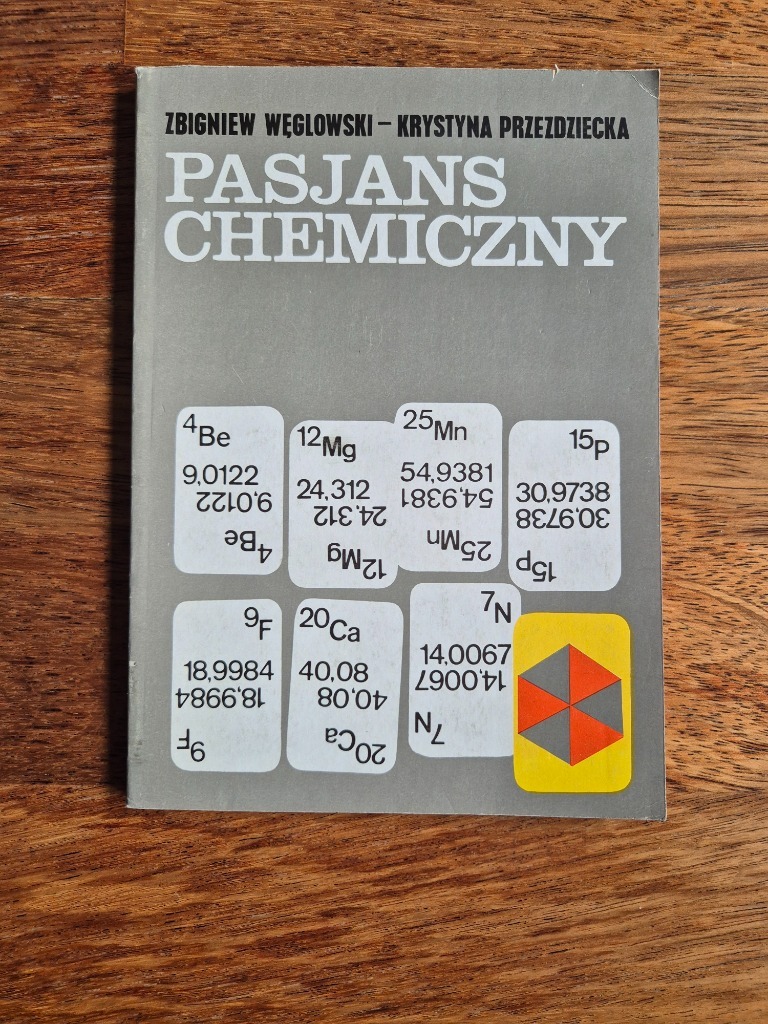 ZBIGNIEW WĘGLOWSKI – KRYSTYNA PRZEZDZIECKA
PASJANS
CHEMICZNY
4Be
9,0122
9,0122
4Be
12Mg
24,312
24,312
12Mg
25Mn
54,9381
54,9381
25Mn
15P
30,9738
30,9738
15P
9F
18,9984
18,9984
9F
20Ca
40,08
40,08
20Ca
7N
14,0067
14,0067
7N